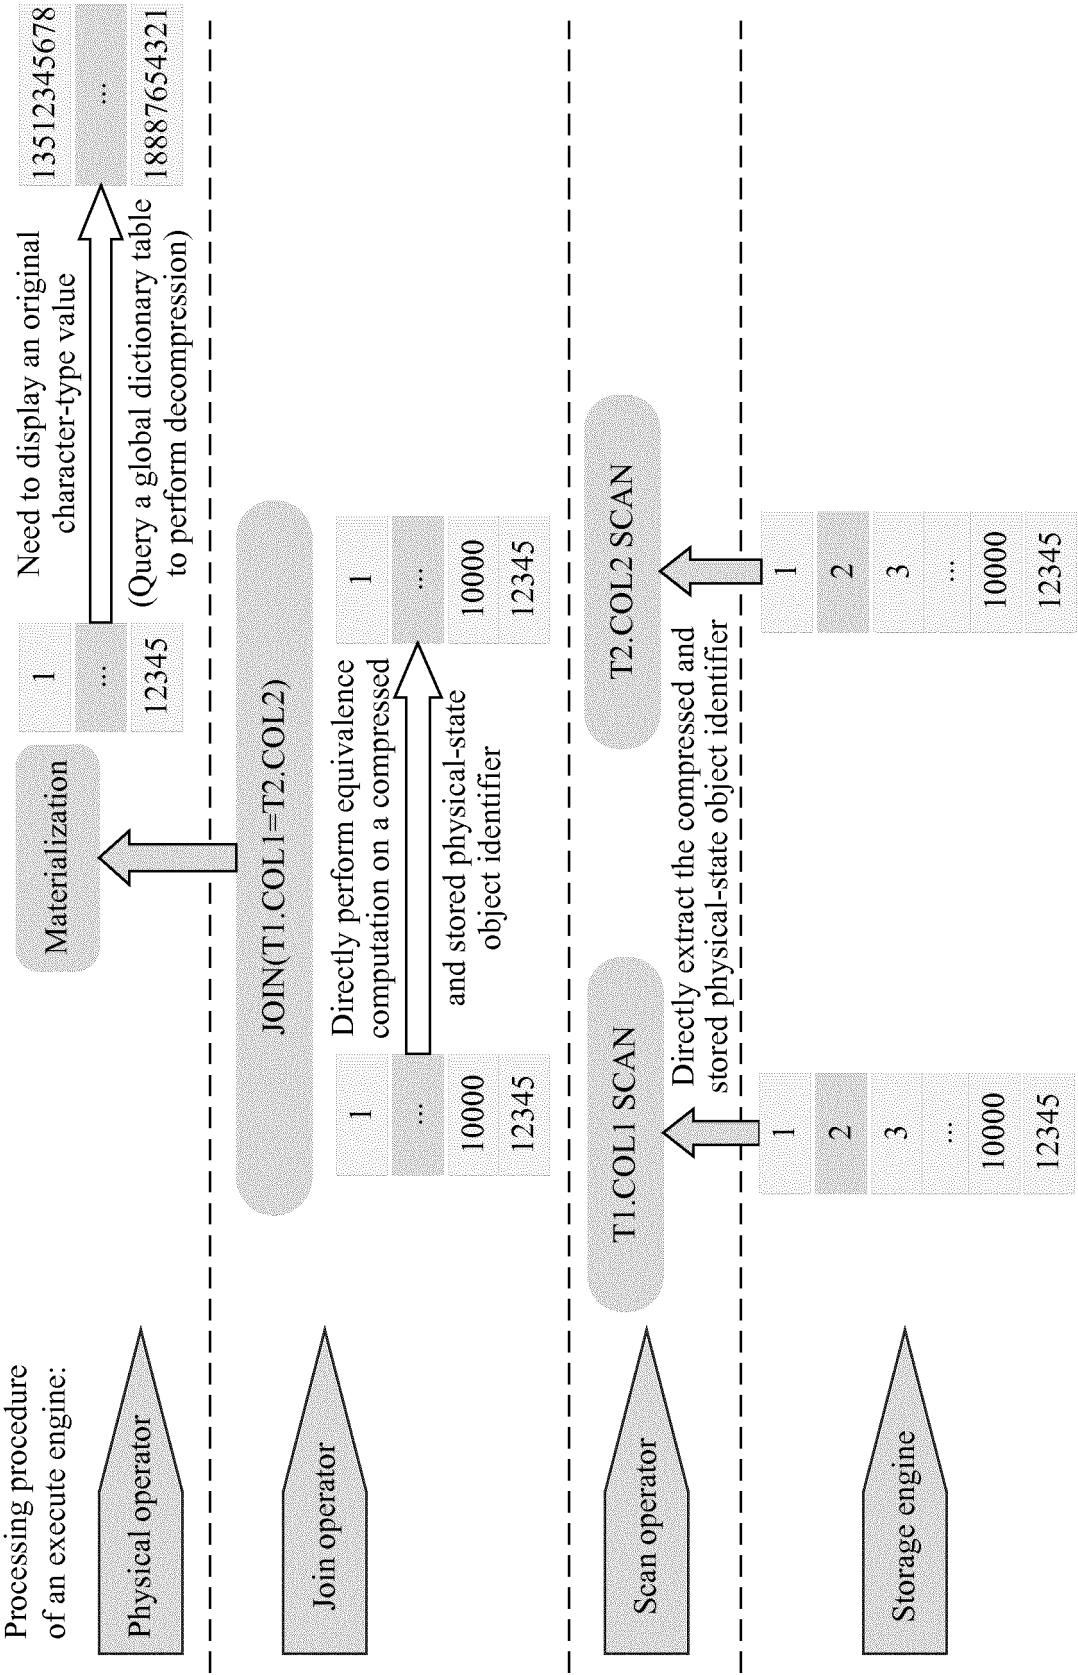 Processing procedure
of an execute engine:
Physical operator
Materialization
1
...
12345
Need to display an original
character-type value
(Query a global dictionary table
to perform decompression)
13512345678
...
18887654321
Join operator
JOIN(T1.COL1=T2.COL2)
1
...
10000
12345
Directly perform equivalence
computation on a compressed
and stored physical-state
object identifier
1
...
10000
12345
Scan operator
T1.COL1 SCAN
T2.COL2 SCAN
Directly extract the compressed and
stored physical-state object identifier
Storage engine
1
2
3
...
10000
12345
1
2
3
...
10000
12345